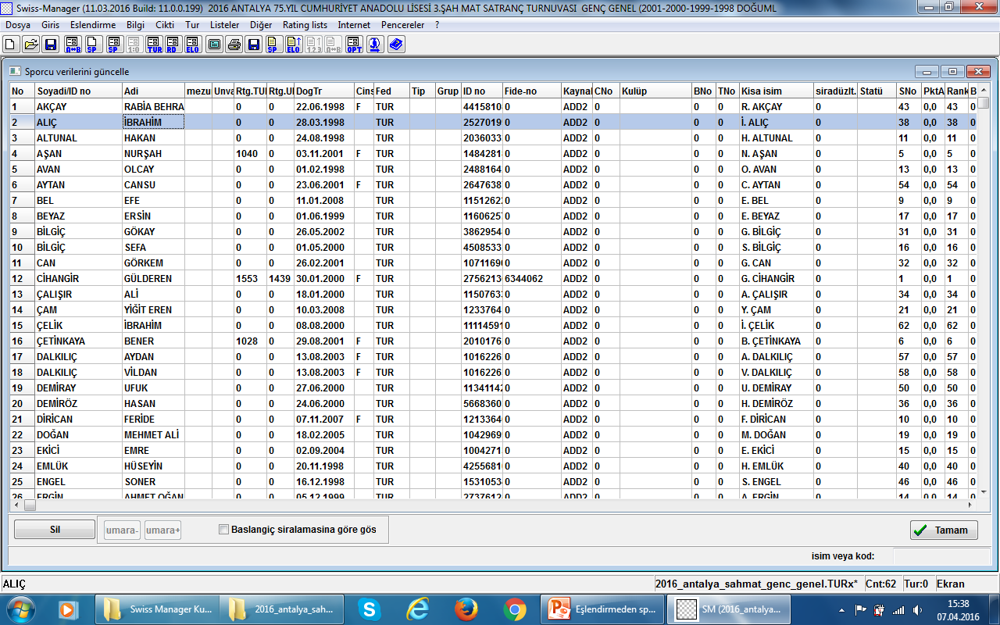 Swiss-Manager (11.03.2016 Build: 11.0.0.199) 2016 ANTALYA 75.YIL CUMHURİYET ANADOLU LİSESİ 3.ŞAH MAT SATRANÇ TURNUVASI GENÇ GENEL (2001-2000-1999-1998 DOĞUML
Dosya Giris Eslendirme Bilgi Cikti Tur Listeler Diğer Rating lists Internet Pencereler ?
A-B SP SP 1:0 TUR RD ELO SP ELO 1.2.3 A-B OPT
Sporcu verilerini güncelle
No Soyadi/ID no Adi mezu Unva Rtg.TUI Rtg.UI DogTr Cins Fed Tip Grup ID no Fide-no Kaynal CNo Kulüp BNo TNo Kisa isim siradüzlt. Statü SNo PktA Rank B
1 AKÇAY RABİA BEHRA 0 0 22.06.1998 F TUR 4415810 0 ADD2 0 0 0 R. AKÇAY 0 43 0,0 43 0
2 ALIÇ İBRAHİM 0 0 28.03.1998 TUR 2527019 0 ADD2 0 0 0 İ. ALIÇ 0 38 0,0 38 0
3 ALTUNAL HAKAN 0 0 24.08.1998 TUR 2036033 0 ADD2 0 0 0 H. ALTUNAL 0 11 0,0 11 0
4 AŞAN NURŞAH 1040 0 03.11.2001 F TUR 1484281 0 ADD2 0 0 0 N. AŞAN 0 5 0,0 5 0
5 AVAN OLCAY 0 0 01.02.1998 TUR 2488164 0 ADD2 0 0 0 O. AVAN 0 13 0,0 13 0
6 AYTAN CANSU 0 0 23.06.2001 F TUR 2647638 0 ADD2 0 0 0 C. AYTAN 0 54 0,0 54 0
7 BEL EFE 0 0 11.01.2008 TUR 1151262 0 ADD2 0 0 0 E. BEL 0 9 0,0 9 0
8 BEYAZ ERSİN 0 0 01.06.1999 TUR 1160625 0 ADD2 0 0 0 E. BEYAZ 0 17 0,0 17 0
9 BİLGİÇ GÖKAY 0 0 26.05.2002 TUR 3862954 0 ADD2 0 0 0 G. BİLGİÇ 0 31 0,0 31 0
10 BİLGİÇ SEFA 0 0 01.05.2000 TUR 4508533 0 ADD2 0 0 0 S. BİLGİÇ 0 16 0,0 16 0
11 CAN GÖRKEM 0 0 26.02.2001 TUR 1071169 0 ADD2 0 0 0 G. CAN 0 32 0,0 32 0
12 CİHANGİR GÜLDEREN 1553 1439 30.01.2000 F TUR 2756213 6344062 ADD2 0 0 0 G. CİHANGİR 0 1 0,0 1 0
13 ÇALIŞIR ALİ 0 0 18.01.2000 TUR 1150763 0 ADD2 0 0 0 A. ÇALIŞIR 0 34 0,0 34 0
14 ÇAM YİĞİT EREN 0 0 10.03.2008 TUR 1233764 0 ADD2 0 0 0 Y. ÇAM 0 21 0,0 21 0
15 ÇELİK İBRAHİM 0 0 08.08.2000 TUR 11114591 0 ADD2 0 0 0 İ. ÇELİK 0 62 0,0 62 0
16 ÇETİNKAYA BENER 1028 0 29.08.2001 F TUR 2010176 0 ADD2 0 0 0 B. ÇETİNKAYA 0 6 0,0 6 0
17 DALKILIÇ AYDAN 0 0 13.08.2003 F TUR 1016226 0 ADD2 0 0 0 A. DALKILIÇ 0 57 0,0 57 0
18 DALKILIÇ VİLDAN 0 0 13.08.2003 F TUR 1016226 0 ADD2 0 0 0 V. DALKILIÇ 0 58 0,0 58 0
19 DEMİRAY UFUK 0 0 27.06.2000 TUR 1134114 0 ADD2 0 0 0 U. DEMİRAY 0 50 0,0 50 0
20 DEMİRÖZ HASAN 0 0 24.06.2000 TUR 5668360 0 ADD2 0 0 0 H. DEMİRÖZ 0 36 0,0 36 0
21 DİRİCAN FERİDE 0 0 07.11.2007 F TUR 1213364 0 ADD2 0 0 0 F. DİRİCAN 0 10 0,0 10 0
22 DOĞAN MEHMET ALİ 0 0 18.02.2005 TUR 1042969 0 ADD2 0 0 0 M. DOĞAN 0 19 0,0 19 0
23 EKİCİ EMRE 0 0 02.09.2004 TUR 1004271 0 ADD2 0 0 0 E. EKİCİ 0 15 0,0 15 0
24 EMLÜK HÜSEYİN 0 0 20.11.1998 TUR 4255681 0 ADD2 0 0 0 H. EMLÜK 0 40 0,0 40 0
25 ENGEL SONER 0 0 16.12.1998 TUR 1531053 0 ADD2 0 0 0 S. ENGEL 0 46 0,0 46 0
26 ERGİN AHMET OĞAN 0 0 05.12.1999 TUR 2737612 0 ADD2 0 0 0 A. ERGİN 0 14 0,0 14 0
Sil umara- umara+ Baslangiç siralamasina göre gös Tamam
isim veya kod:
ALIÇ 2016_antalya_sahmat_genc_genel.TURx* Cnt:62 Tur:0 Ekran
Swiss Manager Ku... 2016_antalya_sah... Eşlendirmeden sp... SM (2016_antalya...
15:38
07.04.2016